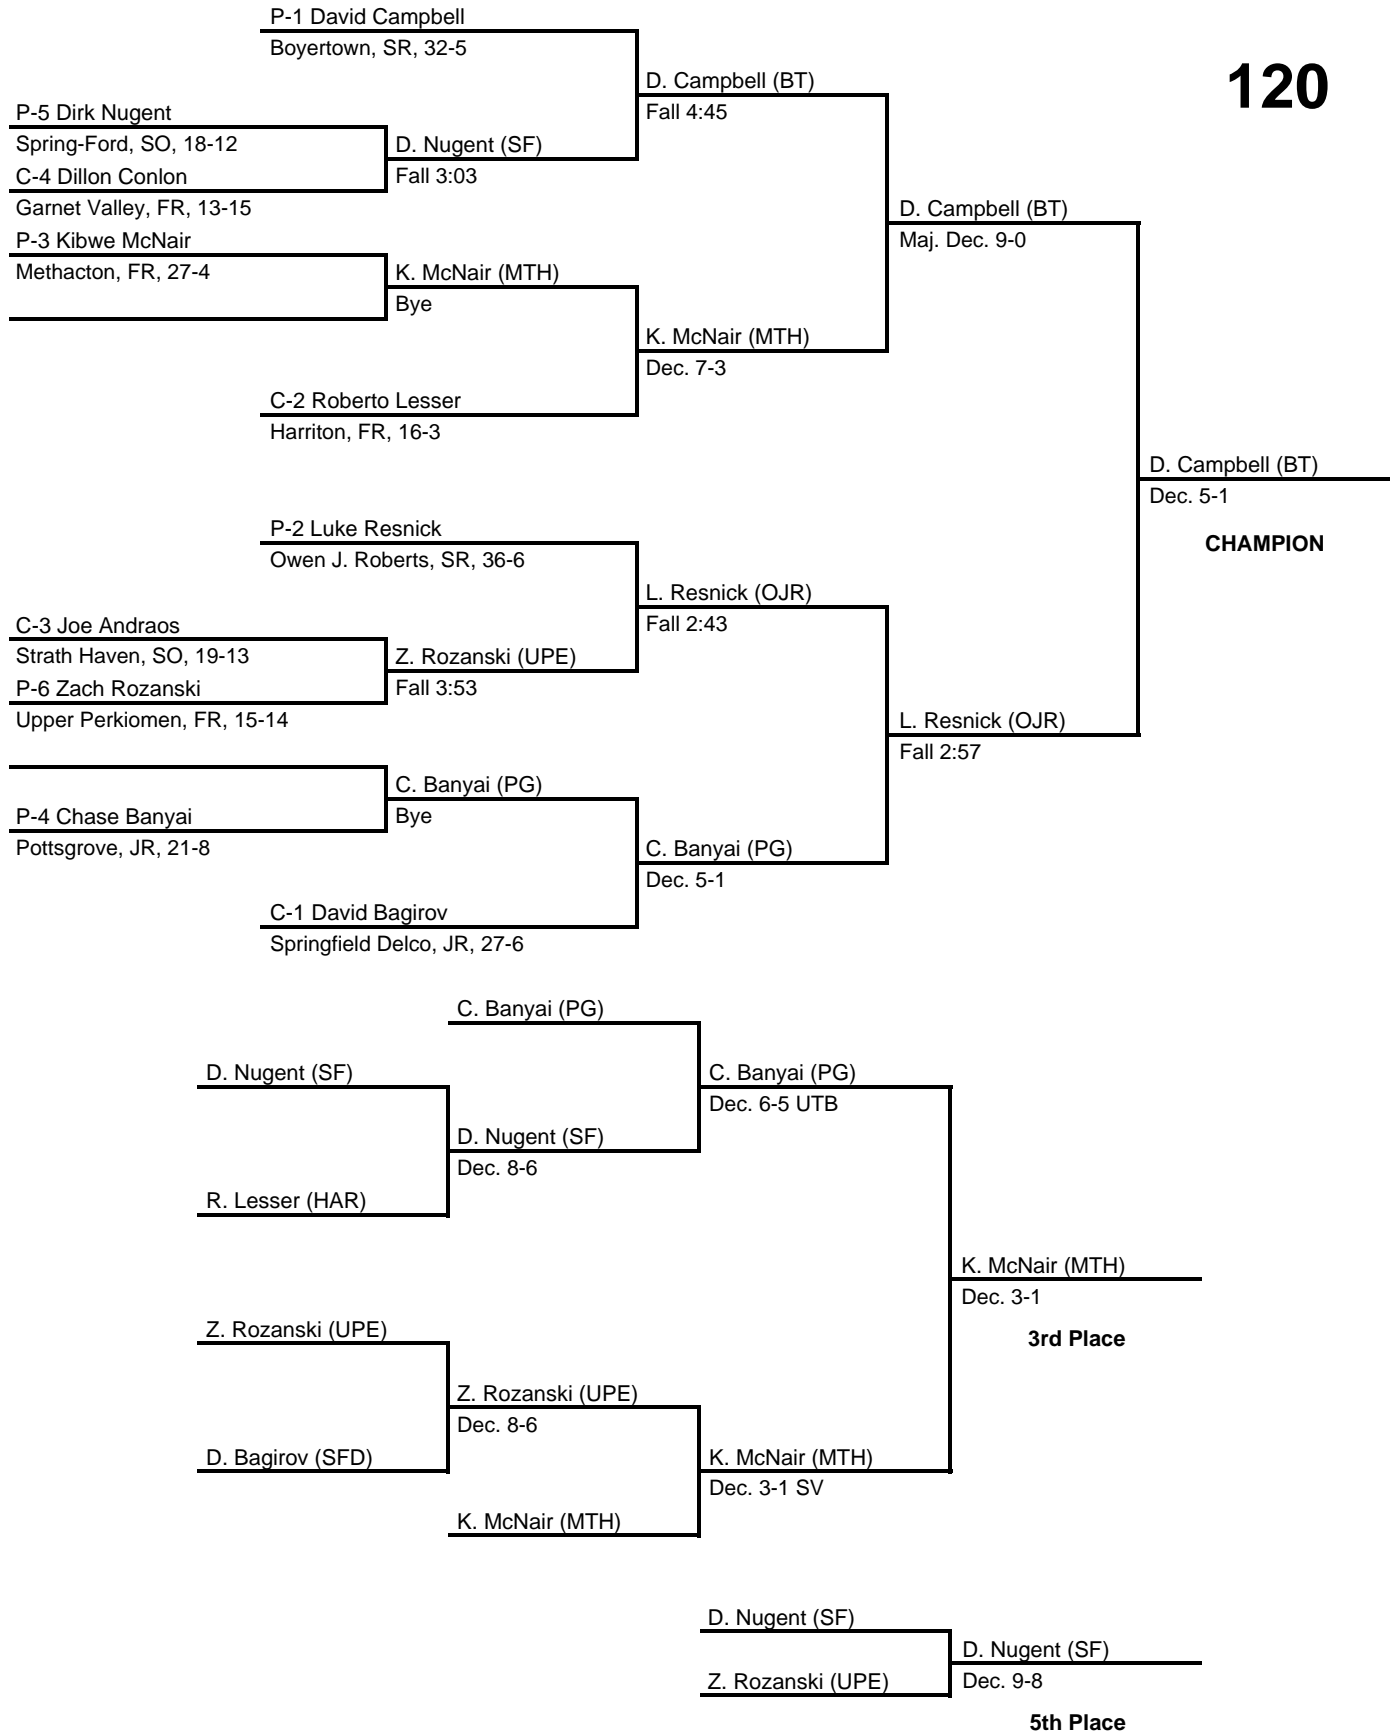 P-1 David Campbell
Boyertown, SR, 32-5
120
D. Campbell (BT)
Fall 4:45
P-5 Dirk Nugent
Spring-Ford, SO, 18-12
D. Nugent (SF)
C-4 Dillon Conlon
Fall 3:03
Garnet Valley, FR, 13-15
D. Campbell (BT)
P-3 Kibwe McNair
Maj. Dec. 9-0
Methacton, FR, 27-4
K. McNair (MTH)
Bye
K. McNair (MTH)
Dec. 7-3
C-2 Roberto Lesser
Harriton, FR, 16-3
D. Campbell (BT)
Dec. 5-1
CHAMPION
P-2 Luke Resnick
Owen J. Roberts, SR, 36-6
L. Resnick (OJR)
Fall 2:43
C-3 Joe Andraos
Strath Haven, SO, 19-13
Z. Rozanski (UPE)
P-6 Zach Rozanski
Fall 3:53
Upper Perkiomen, FR, 15-14
L. Resnick (OJR)
Fall 2:57
C. Banyai (PG)
P-4 Chase Banyai
Bye
Pottsgrove, JR, 21-8
C. Banyai (PG)
Dec. 5-1
C-1 David Bagirov
Springfield Delco, JR, 27-6
C. Banyai (PG)
D. Nugent (SF)
C. Banyai (PG)
Dec. 6-5 UTB
D. Nugent (SF)
Dec. 8-6
R. Lesser (HAR)
K. McNair (MTH)
Dec. 3-1
3rd Place
Z. Rozanski (UPE)
Z. Rozanski (UPE)
Dec. 8-6
D. Bagirov (SFD)
K. McNair (MTH)
Dec. 3-1 SV
K. McNair (MTH)
D. Nugent (SF)
D. Nugent (SF)
Z. Rozanski (UPE)
Dec. 9-8
5th Place